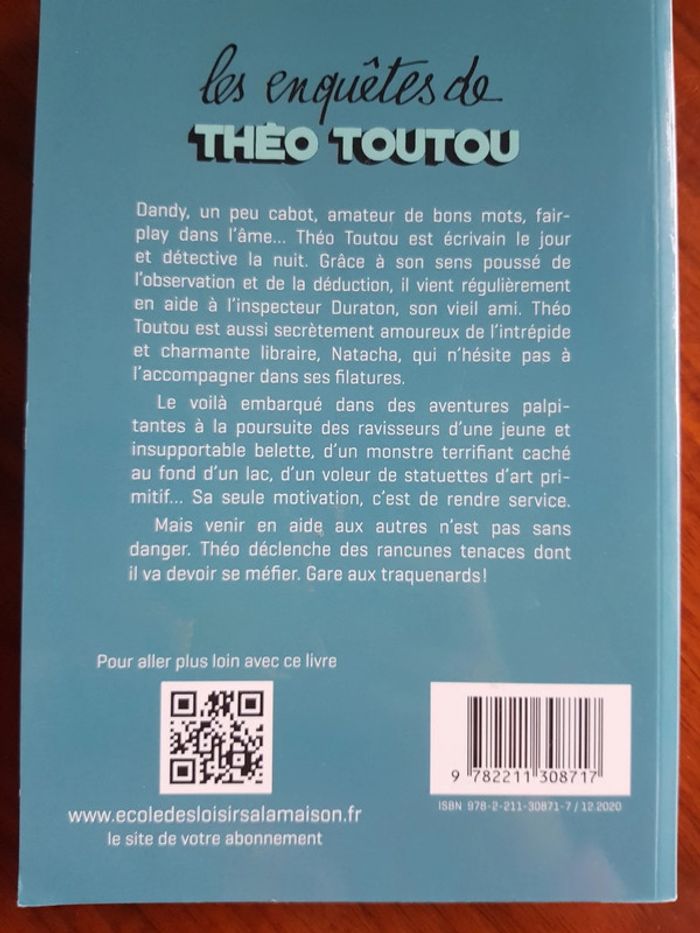 les enquêtes de
THÉO TOUTOU
Dandy, un peu cabot, amateur de bons mots, fair-
play dans l'âme... Théo Toutou est écrivain le jour
et détective la nuit. Grâce à son sens poussé de
l'observation et de la déduction, il vient régulièrement
en aide à l'inspecteur Duraton, son vieil ami. Théo
Toutou est aussi secrètement amoureux de l'intrépide
et charmante libraire, Natacha, qui n'hésite pas à
l'accompagner dans ses filatures.
Le voilà embarqué dans des aventures palpi-
tantes à la poursuite des ravisseurs d'une jeune et
insupportable belette, d'un monstre terrifiant caché
au fond d'un lac, d'un voleur de statuettes d'art pri-
mitif... Sa seule motivation, c'est de rendre service.
Mais venir en aide aux autres n'est pas sans
danger. Théo déclenche des rancunes tenaces dont
il va devoir se méfier. Gare aux traquenards!
Pour aller plus loin avec ce livre
www.ecoledesloisirsalamaison.fr
le site de votre abonnement
9 782211 308717
ISBN 978-2-211-30871-7 / 12.2020